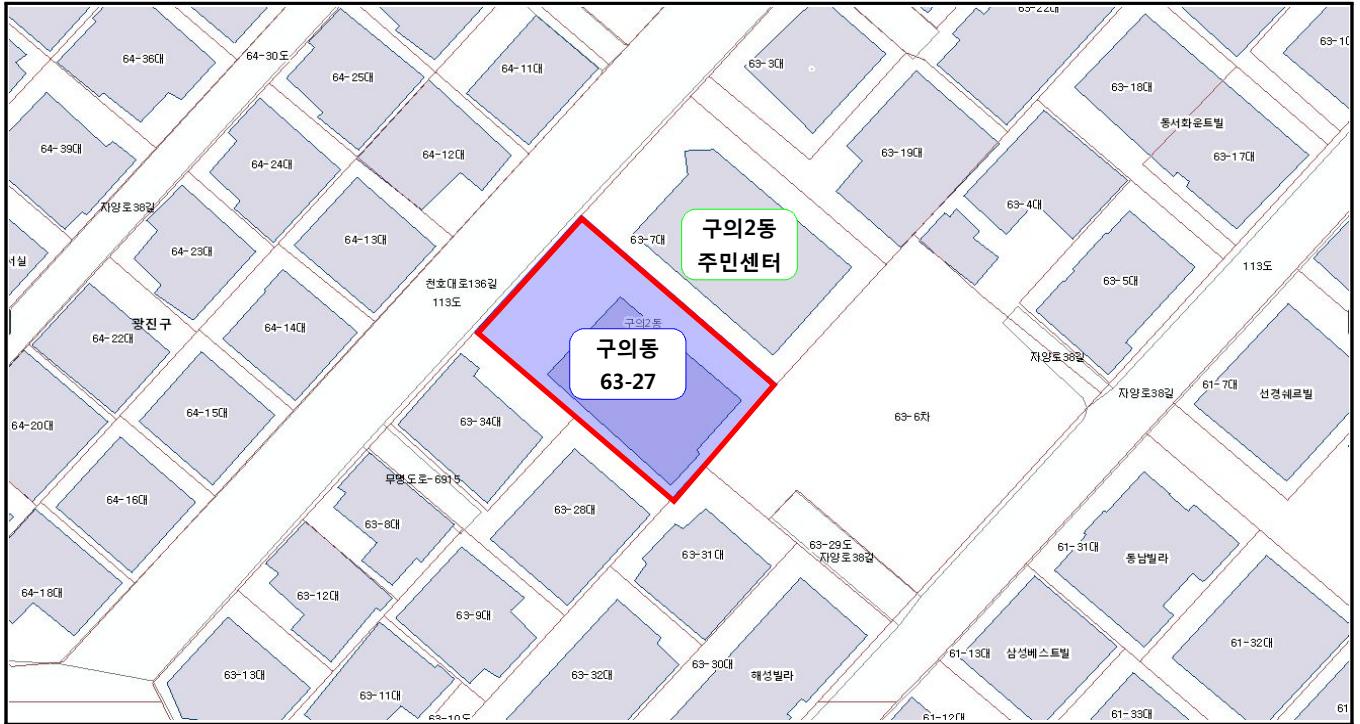 63-22대
64-36대
64-30도
64-25대
64-11대
63-3대
63-10
63-18대
동서화운트빌
63-17대
64-39대
64-24대
64-12대
63-19대
자양로38길
63-4대
64-23대
64-13대
63-7대
구의2동
주민센터
서실
천호대로136길
113도
113도
63-5대
광진구
64-22대
64-14대
구의2동
구의동
63-27
자양로38길
자양로38길
61-7대
선경쉐르빌
64-20대
64-15대
63-34대
63-6차
무명도로-6915
64-16대
63-8대
63-28대
63-31대
63-29도
자양로38길
61-31대
동남빌라
64-18대
63-12대
63-9대
61-32대
61-13대
삼성베스트빌
63-13대
63-11대
63-32대
63-30대
해성빌라
63-10도
61-12대
61-33대
61